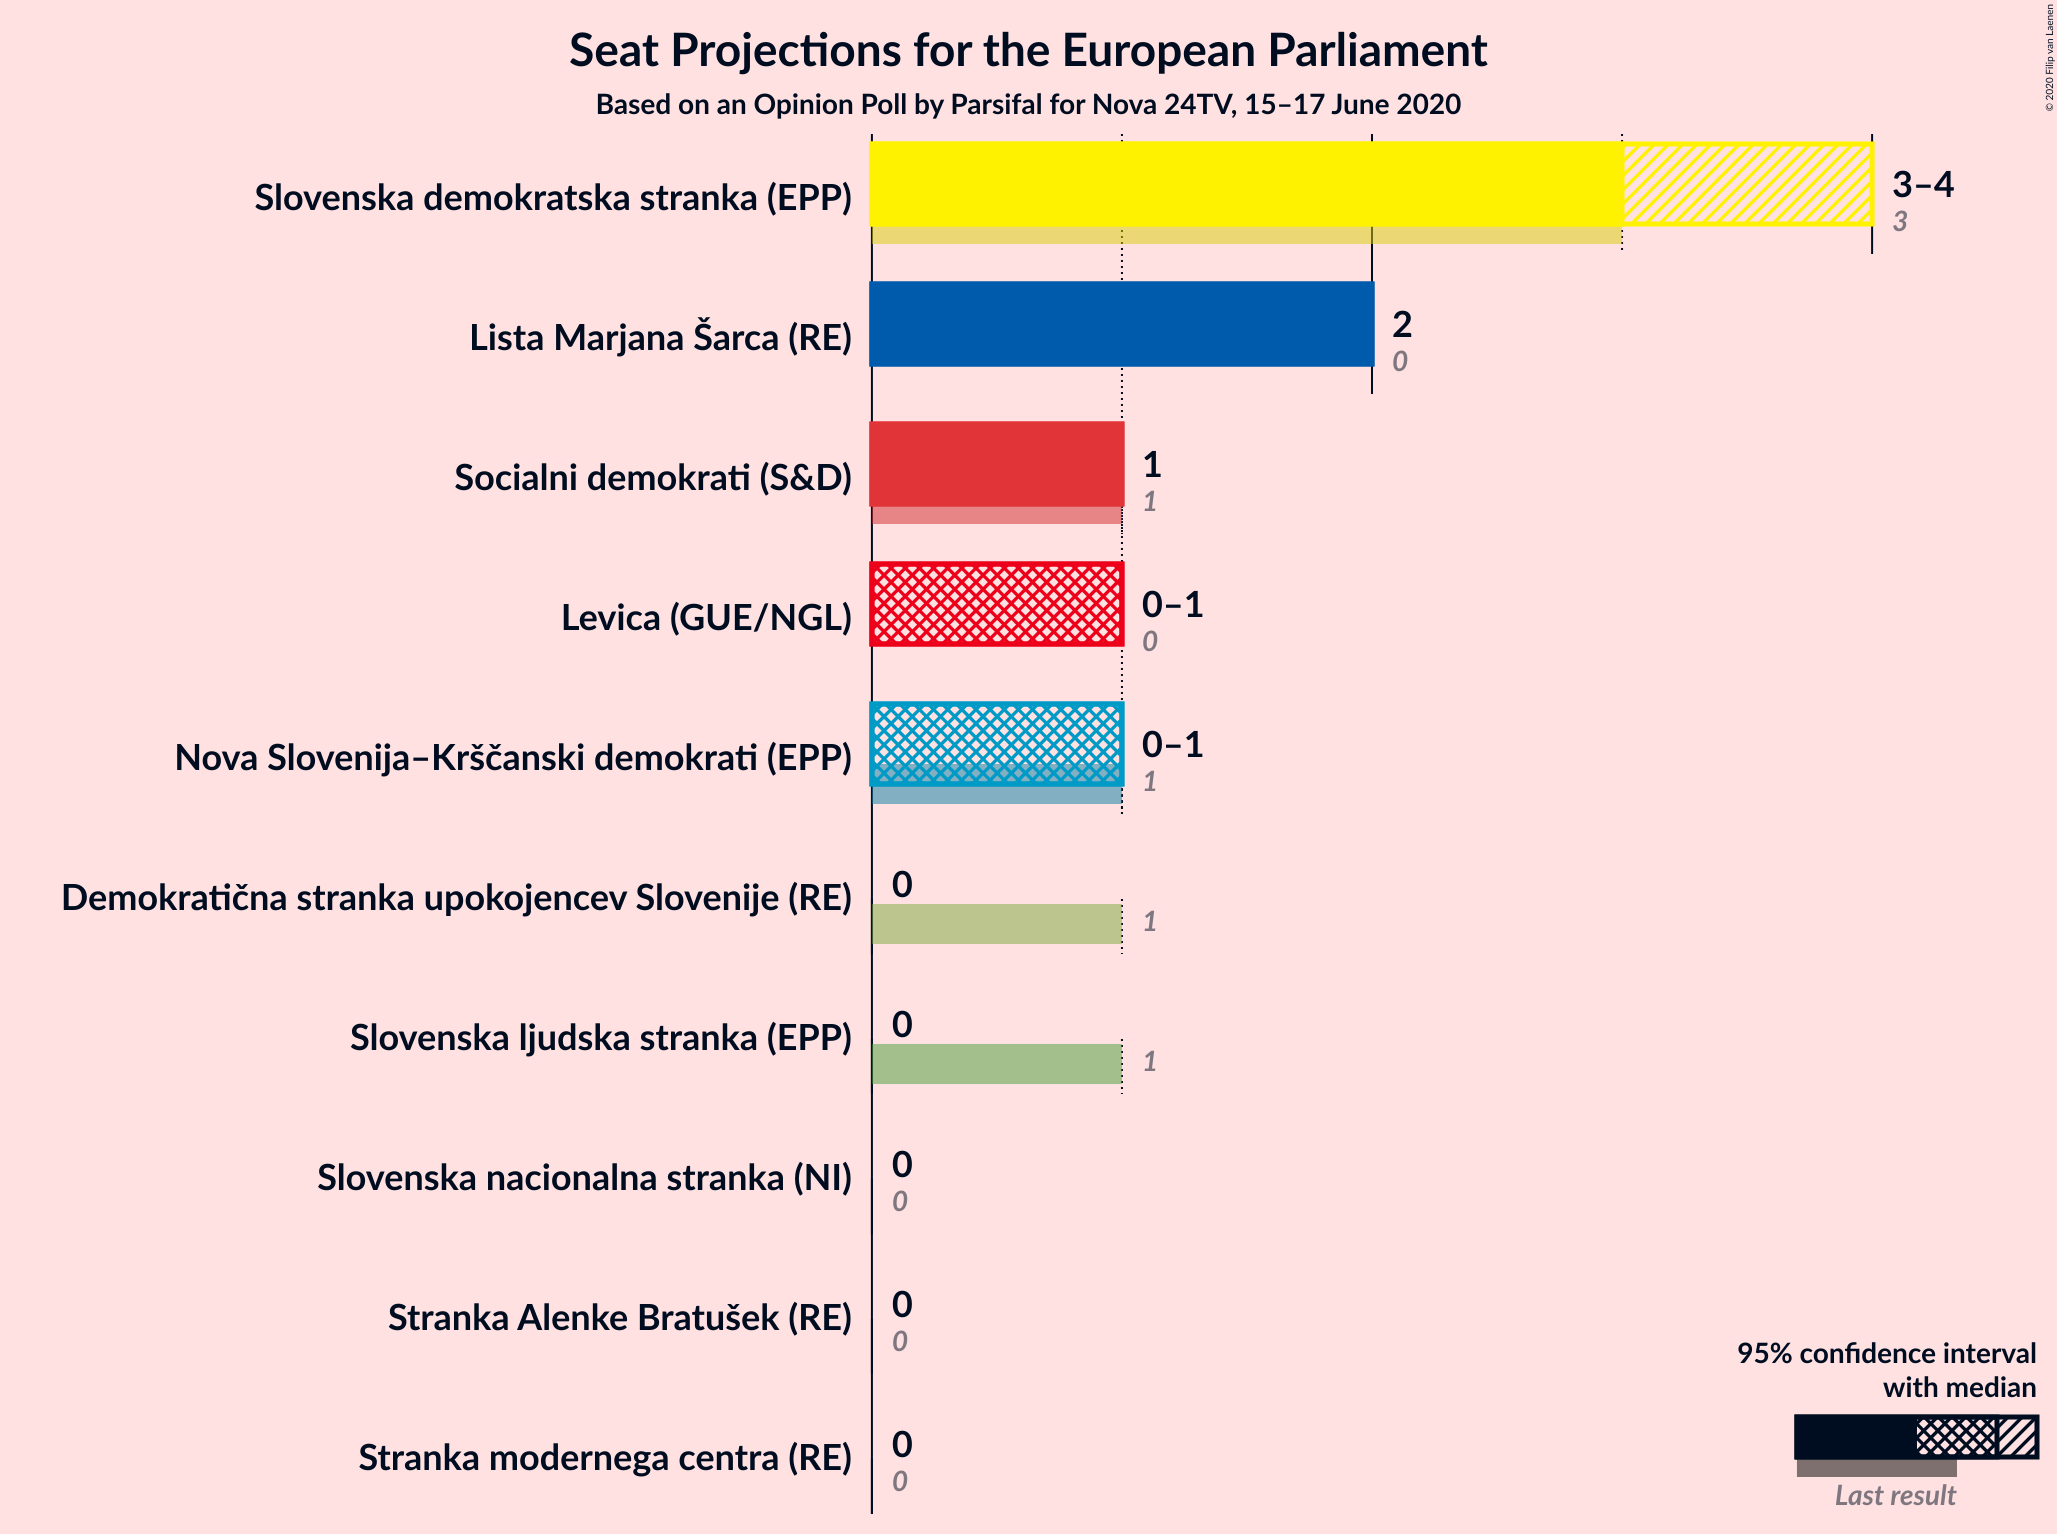 Seat Projections for the European Parliament
Based on an Opinion Poll by Parsifal for Nova 24TV, 15–17 June 2020
© 2020 Filip van Laenen
Slovenska demokratska stranka (EPP)
3–4
3
Lista Marjana Šarca (RE)
2
0
Socialni demokrati (S&D)
1
1
Levica (GUE/NGL)
0–1
0
Nova Slovenija–Krščanski demokrati (EPP)
0–1
1
Demokratična stranka upokojencev Slovenije (RE)
0
1
Slovenska ljudska stranka (EPP)
0
1
Slovenska nacionalna stranka (NI)
0
0
Stranka Alenke Bratušek (RE)
0
0
Stranka modernega centra (RE)
0
0
95% confidence interval
with median
Last result